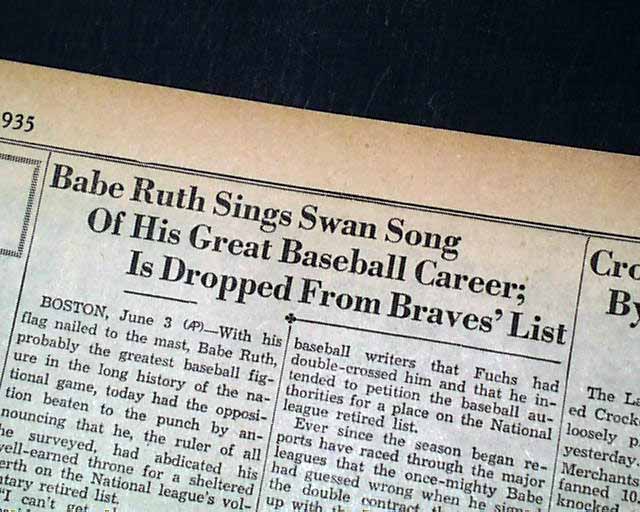 935
Babe Ruth Sings Swan Song
Of His Great Baseball Career;
Is Dropped From Braves' List
BOSTON, June 3 (AP)—With his
flag nailed to the mast, Babe Ruth,
probably the greatest baseball fig-
ure in the long history of the na-
tional game, today had the opposi-
tion beaten to the punch by an-
nouncing that he, the ruler of all
he surveyed, had abdicated his
well-earned throne for a sheltered
berth on the National league's vol-
untary retired list.
"I can't get
baseball writers that Fuchs had
double-crossed him and that he in-
tended to petition the baseball au-
thorities for a place on the National
league retired list.
Ever since the season began re-
ports have raced through the major
leagues that the once-mighty Babe
had guessed wrong when he signed
the double contract
up with the
Cro
By
The La
ed Crock
loosely p
yesterday.
Merchants
fanned 10
knocked